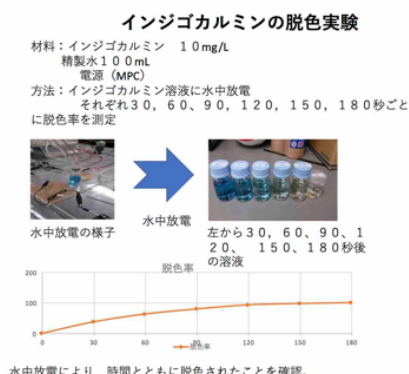 インジゴカルミンの脱色実験
材料：インジゴカルミン　１０mg/L
精製水１００mL
電源（MPC）
方法：インジゴカルミン溶液に水中放電
それぞれ３０，６０、９０，１２０，１５０，１８０秒ごと
に脱色率を測定
水中放電
水中放電の様子
左から３０，６０、９０、１
２０、　１５０、１８０秒後
の溶液
脱色率
200
100
0
0 30 60 90 120 150 180
脱色率
水中放電により、時間とともに脱色されたことを確認。